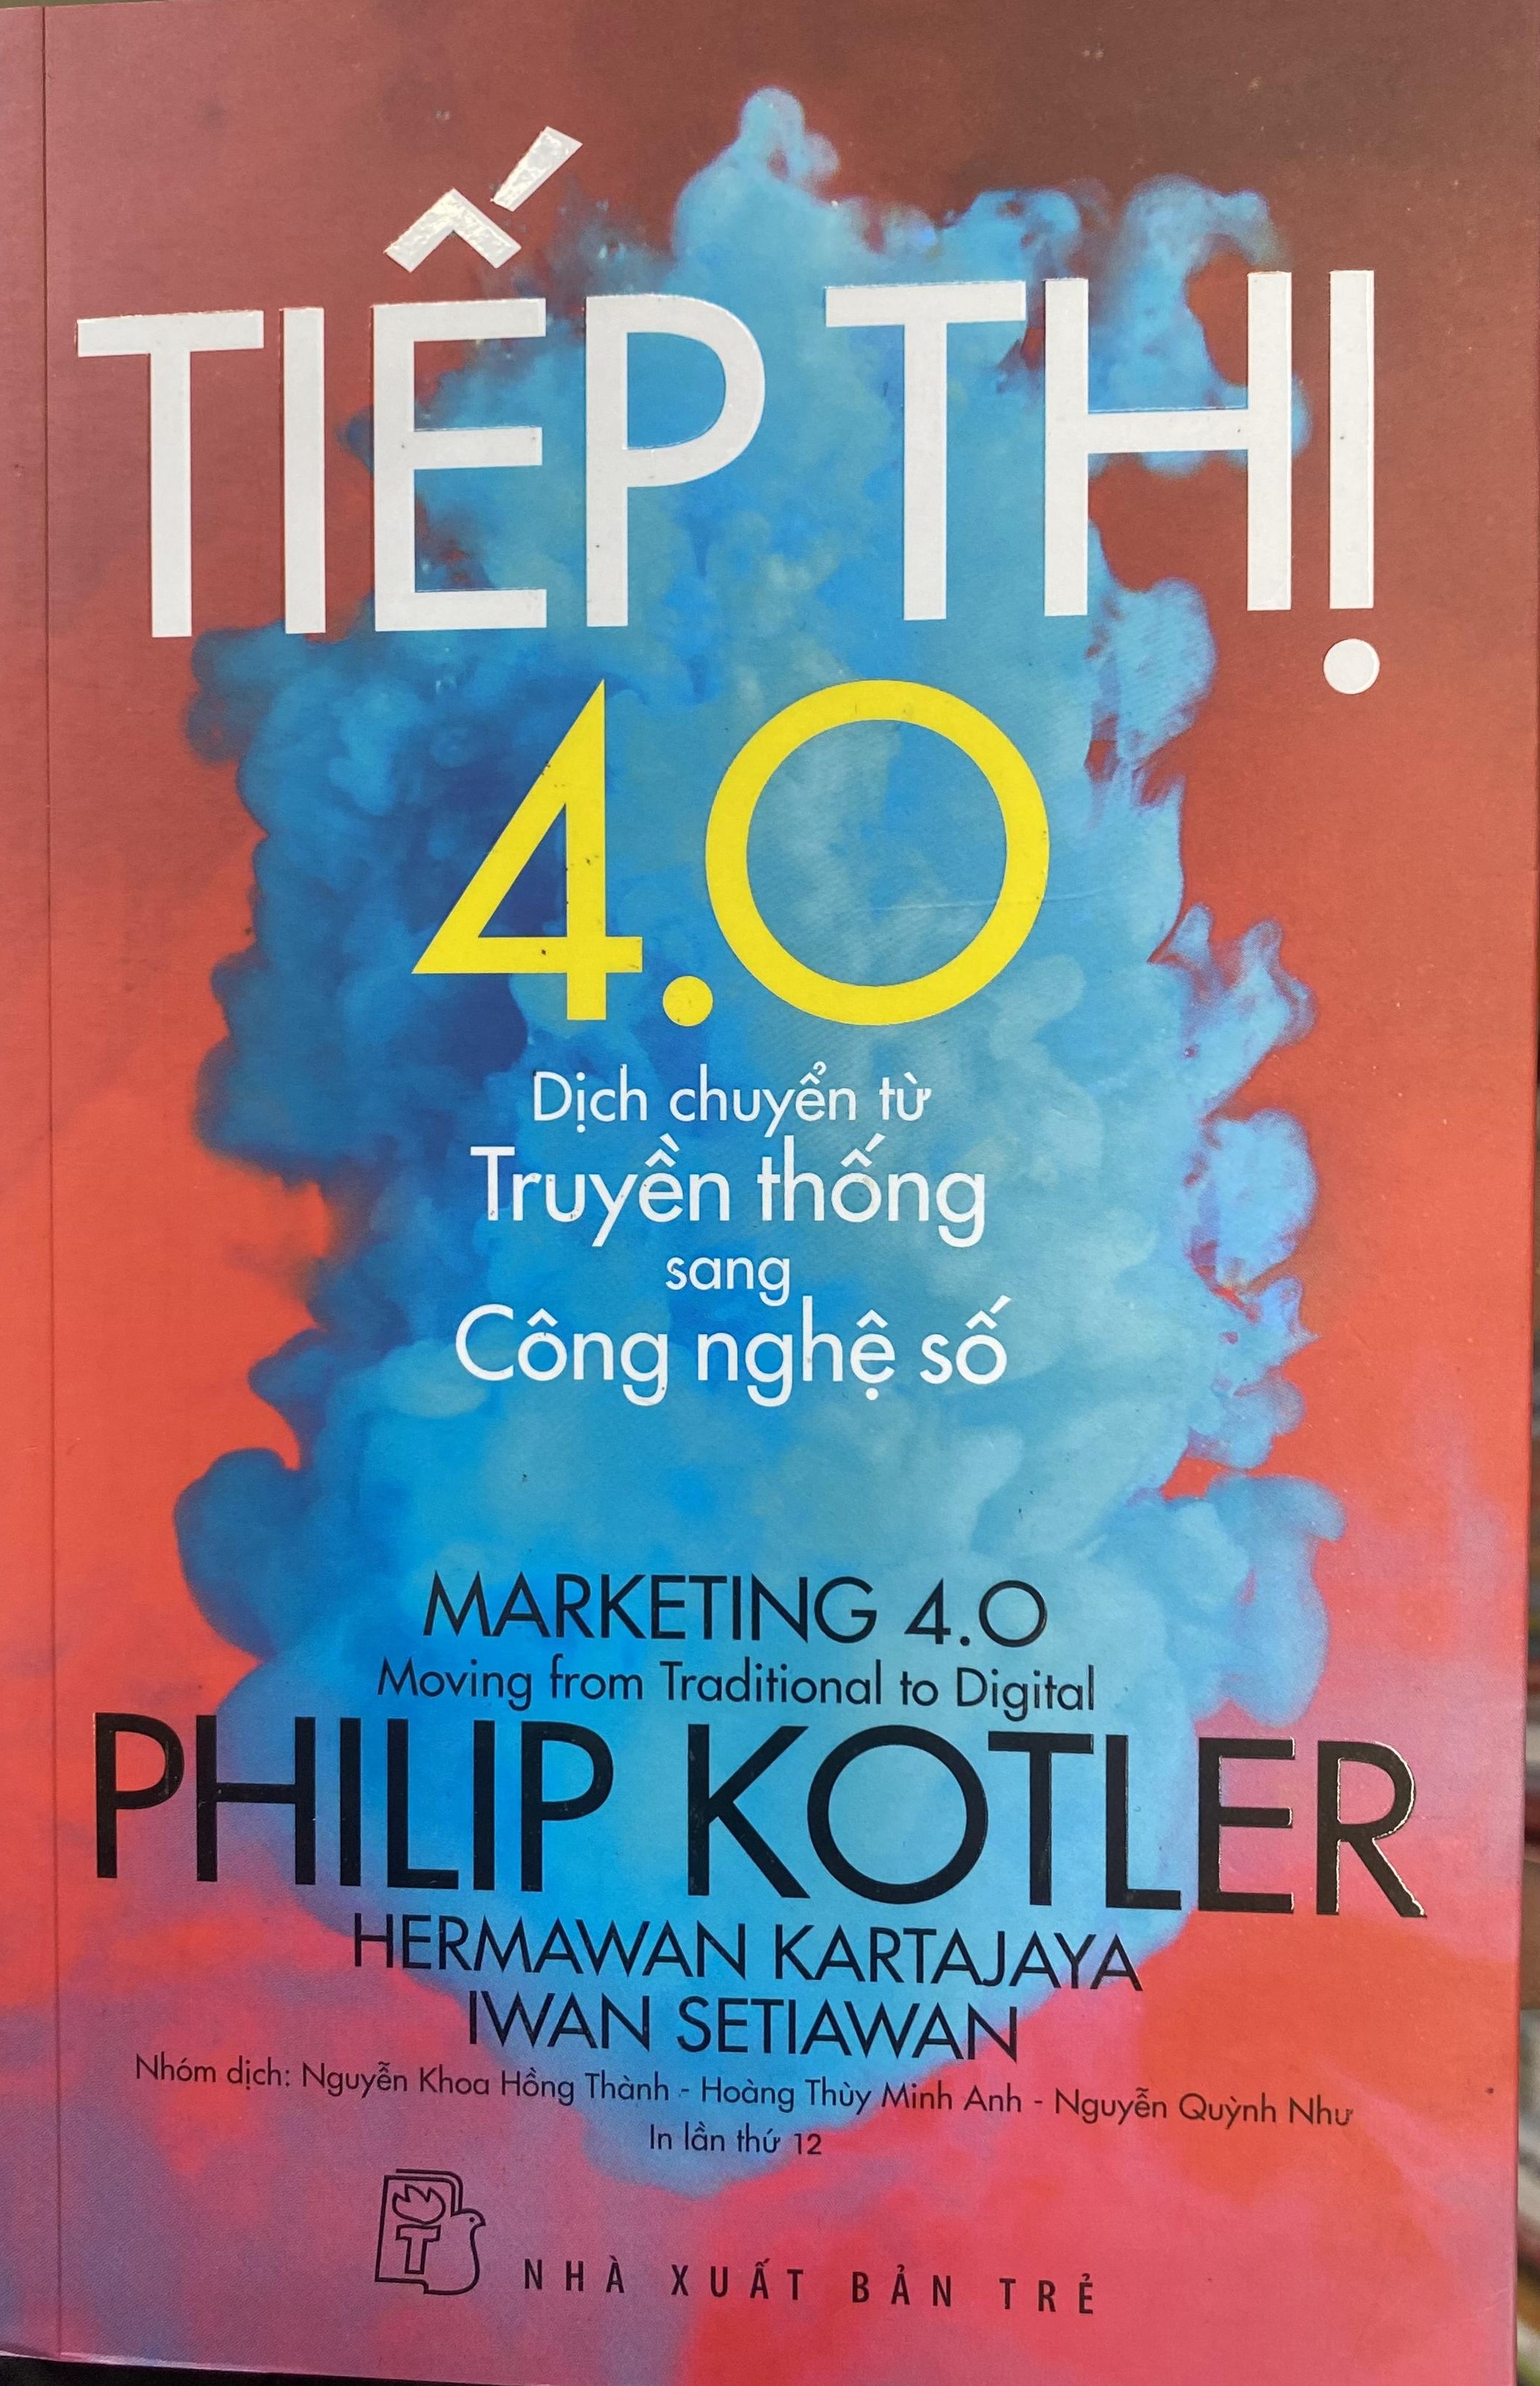 TIẾP THỊ
4.0
Dịch chuyển từ
Truyền thống
sang
Công nghệ số
MARKETING 4.0
Moving from Traditional to Digital
PHILIP KOTLER
HERMAWAN KARTAJAYA
IWAN SETIAWAN
Nhóm dịch: Nguyễn Khoa Hồng Thành - Hoàng Thùy Minh Anh - Nguyễn Quỳnh Như
In lần thứ 12
T
NHÀ XUẤT BẢN TRẺ